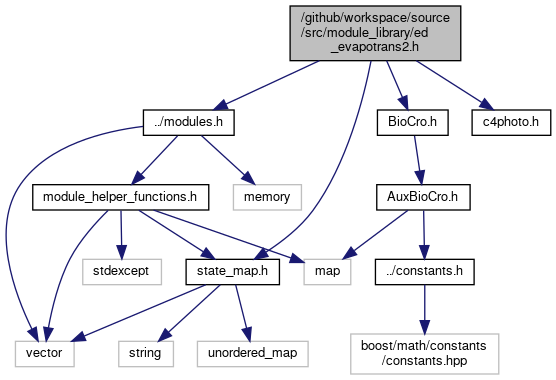 /github/workspace/source
/src/module_library/ed
_evapotrans2.h
../modules.h
BioCro.h
c4photo.h
module_helper_functions.h
memory
AuxBioCro.h
stdexcept
state_map.h
map
../constants.h
vector
string
unordered_map
boost/math/constants
/constants.hpp